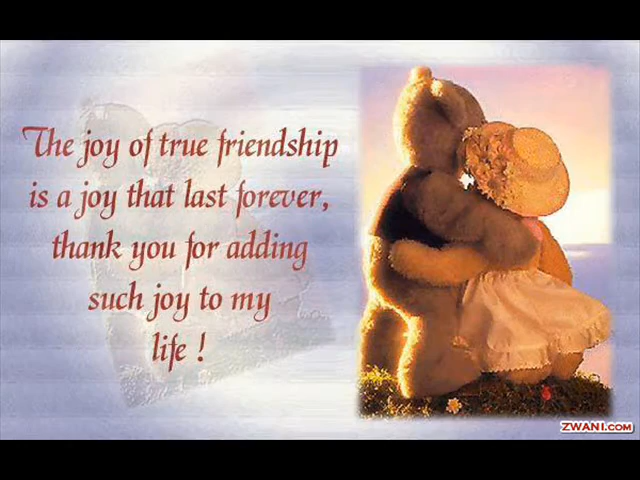 The joy of true friendship
is a joy that last forever,
thank you for adding
such joy to my
life !
ZWANI.COM